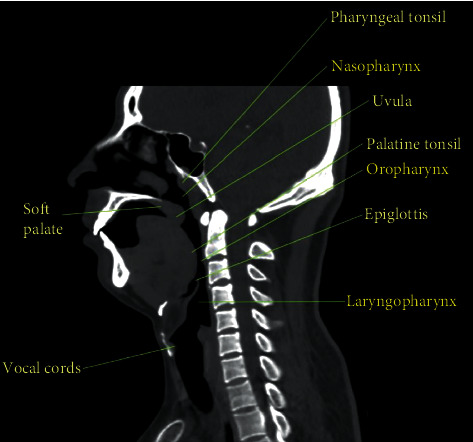 Pharyngeal tonsil
Nasopharynx
Uvula
Palatine tonsil
Oropharynx
Soft
palate
Epiglottis
Laryngopharynx
Vocal cords